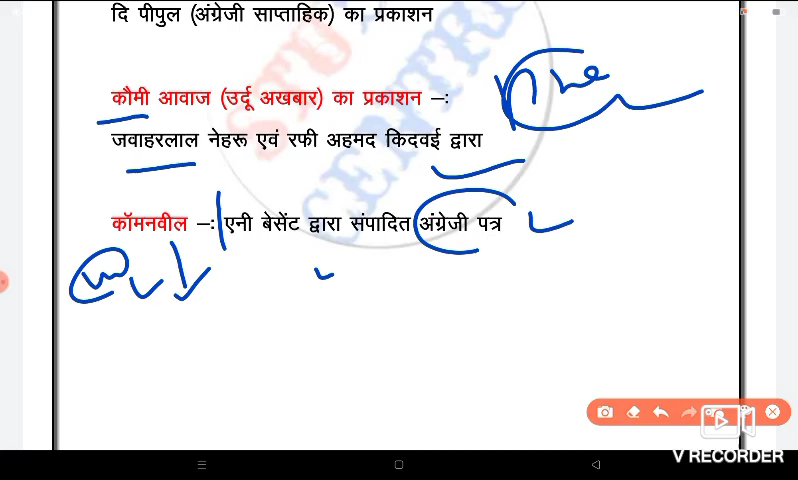 दि पीपुल (अंग्रेजी साप्ताहिक) का प्रकाशन
कौमी आवाज (उर्दू अखबार) का प्रकाशन –:
जवाहरलाल नेहरू एवं रफी अहमद किदवई द्वारा
कॉमनवील –: एनी बेसेंट द्वारा संपादित अंग्रेजी पत्र
V RECORDER